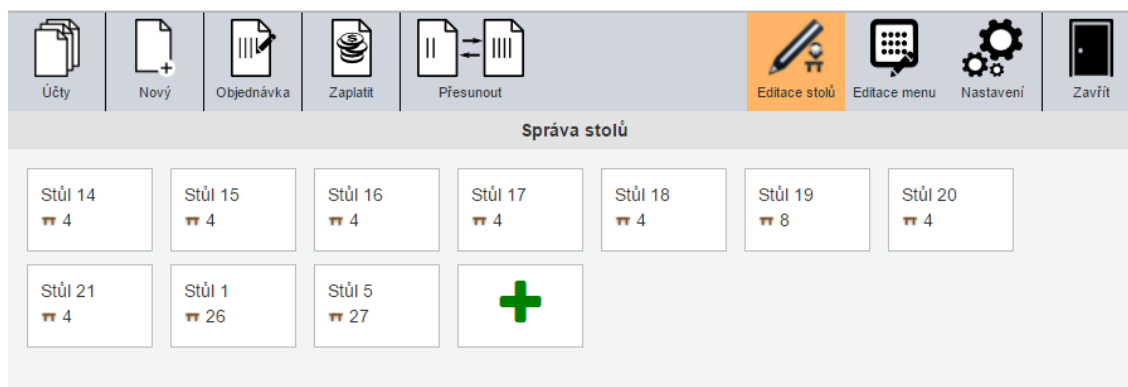 Účty
Nový
Objednávka
Zaplatit
Přesunout
Editace stolů
Editace menu
Nastavení
Zavřít
Správa stolů
Stůl 14
4
Stůl 15
4
Stůl 16
4
Stůl 17
4
Stůl 18
4
Stůl 19
8
Stůl 20
4
Stůl 21
4
Stůl 1
26
Stůl 5
27